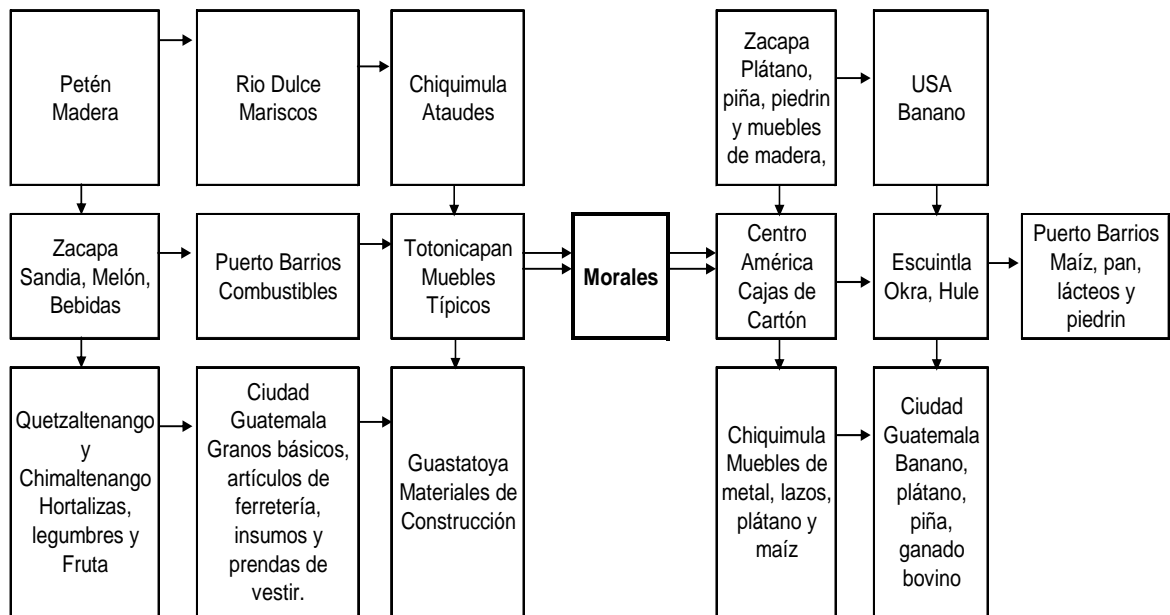 Petén
Madera
Rio Dulce
Mariscos
Chiquimula
Ataudes
Zacapa
Plátano,
piña, piedrin
y muebles
de madera,
USA
Banano
Zacapa
Sandia, Melón,
Bebidas
Puerto Barrios
Combustibles
Totonicapan
Muebles
Típicos
Morales
Centro
América
Cajas de
Cartón
Escuintla
Okra, Hule
Puerto Barrios
Maíz, pan,
lácteos y
piedrin
Quetzaltenango
y
Chimaltenango
Hortalizas,
legumbres y
Fruta
Ciudad
Guatemala
Granos básicos,
artículos de
ferretería,
insumos y
prendas de
vestir.
Guastatoya
Materiales de
Construcción
Chiquimula
Muebles de
metal, lazos,
plátano y
maíz
Ciudad
Guatemala
Banano,
plátano,
piña,
ganado
bovino